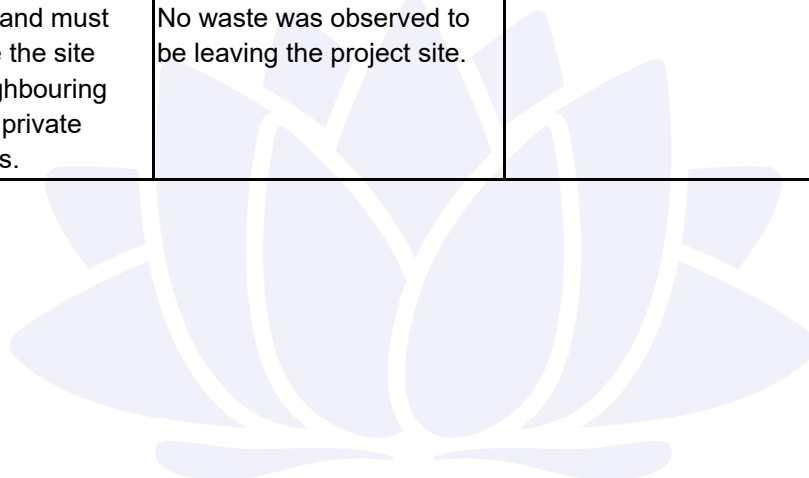 and must
the site
ghbouring
private
s.
No waste was observed to
be leaving the project site.